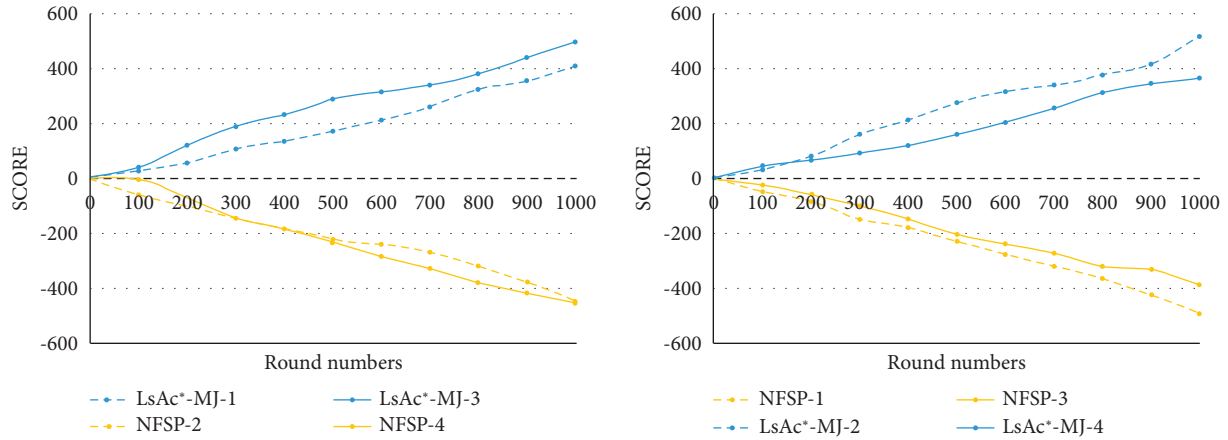 600
400
200
0
-200
-400
-600
SCORE
0 100 200 300 400 500 600 700 800 900 1000
Round numbers
LsAc*-MJ-1 LsAc*-MJ-3
NFSP-2 NFSP-4
600
400
200
0
-200
-400
-600
SCORE
0 100 200 300 400 500 600 700 800 900 1000
Round numbers
NFSP-1 NFSP-3
LsAc*-MJ-2 LsAc*-MJ-4